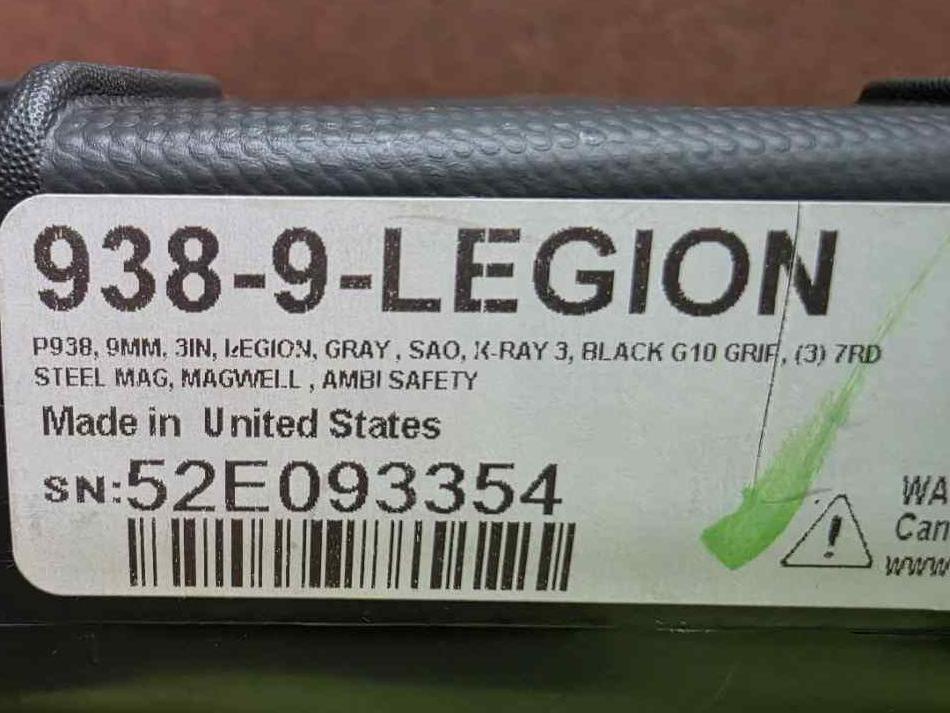 938-9-LEGION
P938, 9MM, 3IN, LEGION, GRAY , SAO, X-RAY 3, BLACK G10 GRIP, (3) 7RD
STEEL MAG, MAGWELL , AMBI SAFETY
Made in United States
SN:52E093354
WA
Can
www